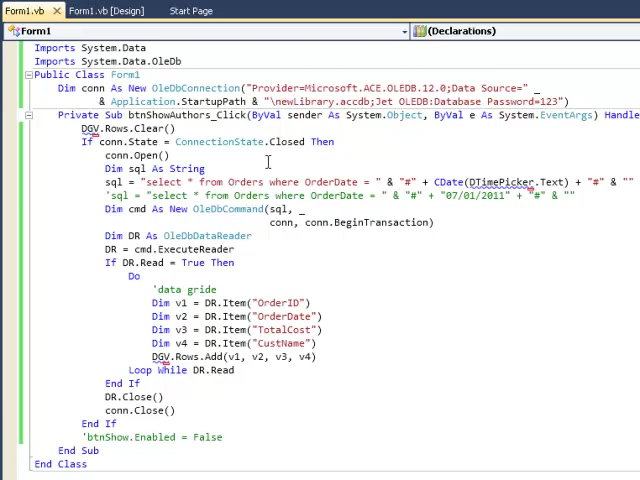 Form1.vb Form1.vb [Design] Start Page
Form1 (Declarations)
Imports System.Data
Imports System.Data.OleDb
Public Class Form1
Dim conn As New OleDbConnection("Provider=Microsoft.ACE.OLEDB.12.0;Data Source=" _
& Application.StartupPath & "\newLibrary.accdb;Jet OLEDB:Database Password=123")
Private Sub btnShowAuthors_Click(ByVal sender As System.Object, ByVal e As System.EventArgs) Handle
DGV.Rows.Clear()
If conn.State = ConnectionState.Closed Then
conn.Open()
Dim sql As String
sql = "select * from Orders where OrderDate = " & "#" + CDate(DTimePicker.Text) + "#" & ""
'sql = "select * from Orders where OrderDate = " & "#" + "07/01/2011" + "#" & ""
Dim cmd As New OleDbCommand(sql, _
conn, conn.BeginTransaction)
Dim DR As OleDbDataReader
DR = cmd.ExecuteReader
If DR.Read = True Then
Do
'data gride
Dim v1 = DR.Item("OrderID")
Dim v2 = DR.Item("OrderDate")
Dim v3 = DR.Item("TotalCost")
Dim v4 = DR.Item("CustName")
DGV.Rows.Add(v1, v2, v3, v4)
Loop While DR.Read
End If
DR.Close()
conn.Close()
End If
'btnShow.Enabled = False
End Sub
End Class